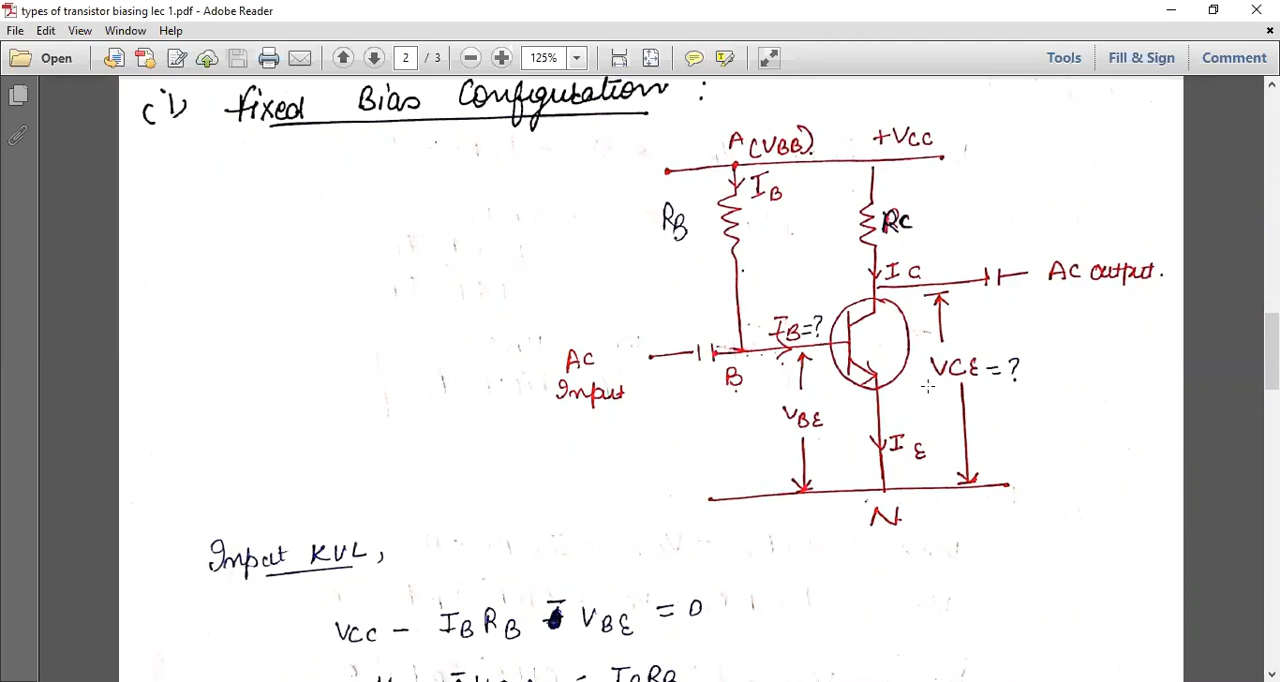 types of transistor biasing lec 1.pdf - Adobe Reader
File Edit View Window Help
Open 2 / 3 125% Tools Fill & Sign Comment
(i) fixed Bias Configuration :
A (VBB). +VCC
IB
RB RC
IC AC output.
IB=?
AC
Input
B VCE = ?
VBE
IE
N.
Input KVL,
VCC - IB RB - VBE = 0